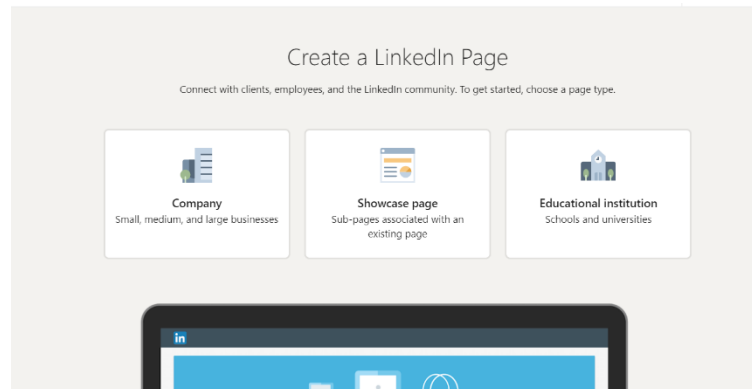 Create a LinkedIn Page
Connect with clients, employees, and the LinkedIn community. To get started, choose a page type.
Company
Small, medium, and large businesses
Showcase page
Sub-pages associated with an
existing page
Educational institution
Schools and universities
in